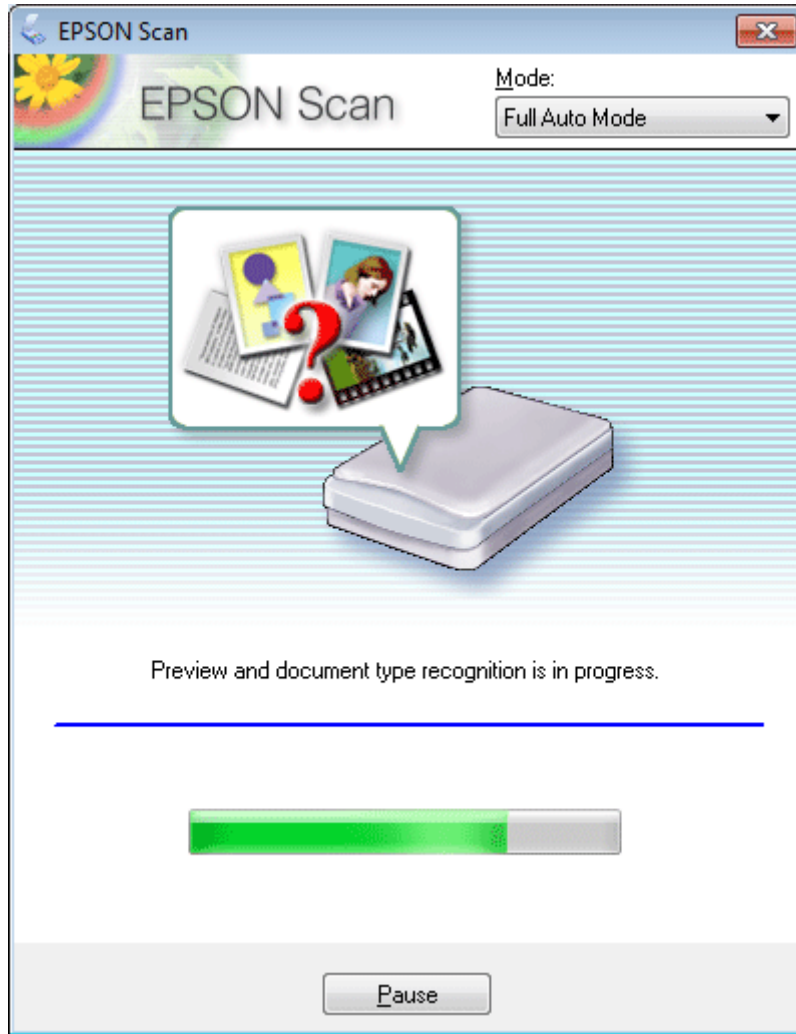 EPSON Scan
EPSON Scan
Mode:
Full Auto Mode
?
Preview and document type recognition is in progress.
Pause